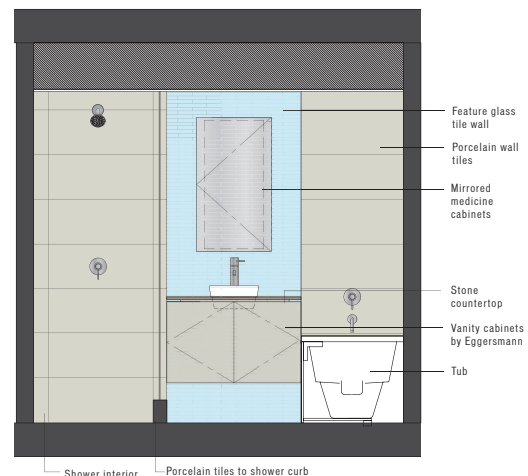 Feature glass
tile wall
Porcelain wall
tiles
Mirrored
medicine
cabinets
Stone
countertop
Vanity cabinets
by Eggersmann
Tub
Shower interior
Porcelain tiles to shower curb